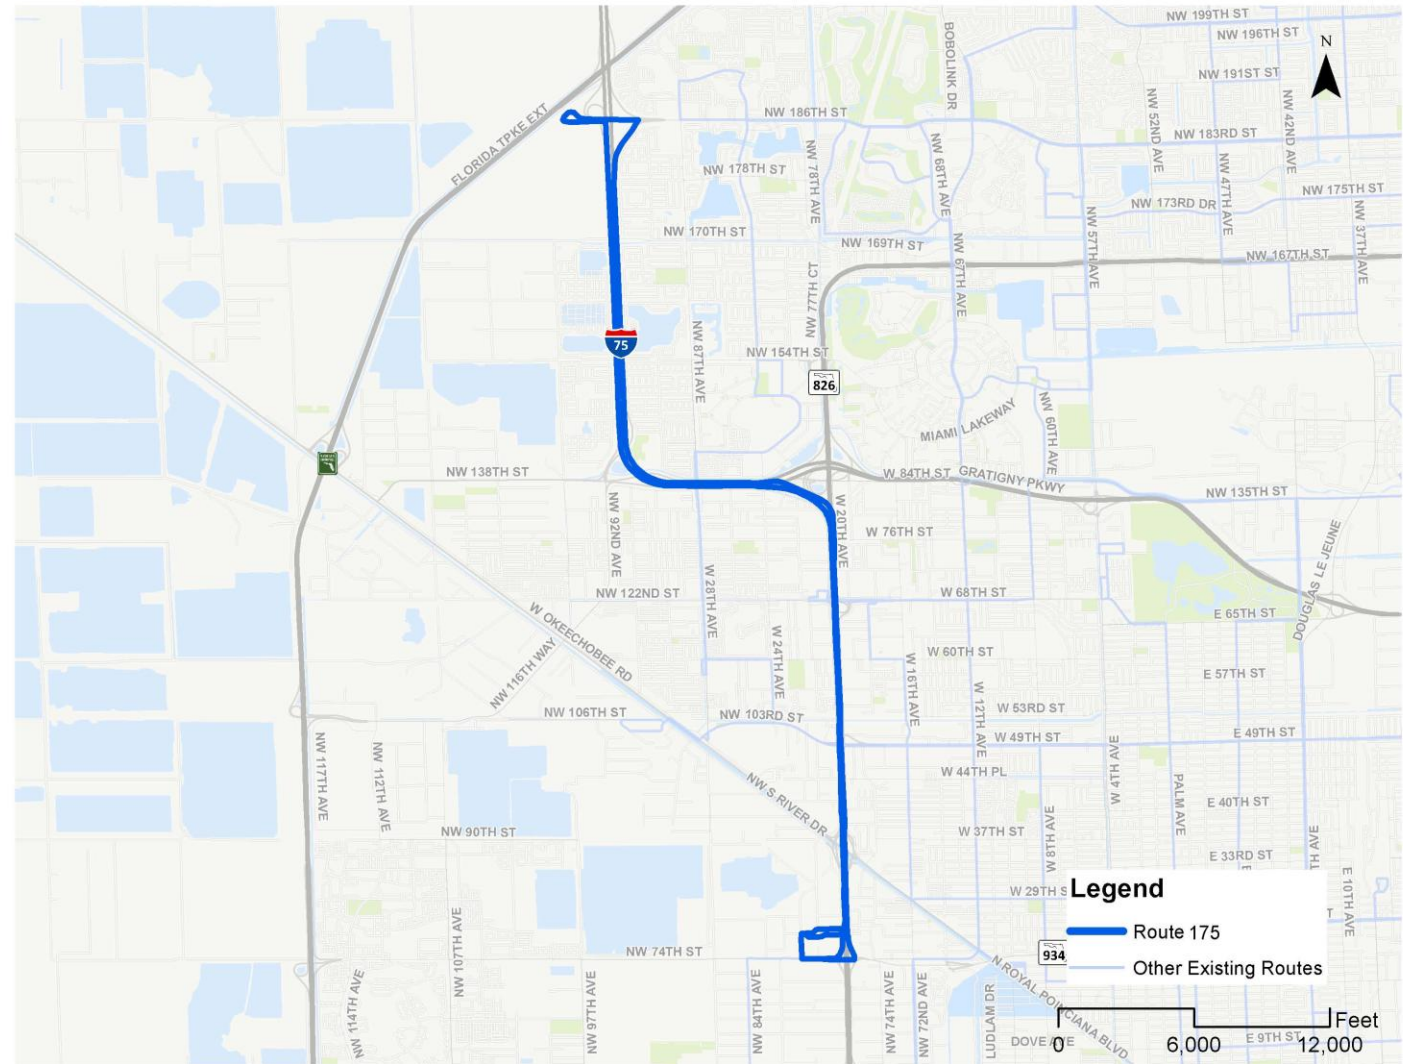 NW 199TH ST
NW 196TH ST
N
BOBOLINK DR
NW 191ST ST
NW 52ND AVE
NW 42ND AVE
FLORIDA TPKE EXT
NW 186TH ST
NW 183RD ST
NW 178TH ST
NW 78TH AVE
NW 68TH AVE
NW 47TH AVE
NW 175TH ST
NW 173RD DR
NW 37TH AVE
NW 170TH ST
NW 169TH ST
NW 57TH AVE
NW 167TH ST
NW 77TH CT
NW 67TH AVE
75
NW 87TH AVE
NW 154TH ST
826
MIAMI LAKEWAY
NW 60TH AVE
NW 138TH ST
W 84TH ST
GRATIGNY PKWY
NW 135TH ST
NW 92ND AVE
W 20TH AVE
W 76TH ST
DOUGLAS LE JEUNE
NW 122ND ST
W 28TH AVE
W 68TH ST
E 65TH ST
W OKEECHOBEE RD
W 24TH AVE
W 60TH ST
W 16TH AVE
E 57TH ST
NW 116TH WAY
W 12TH AVE
NW 106TH ST
NW 103RD ST
W 53RD ST
W 49TH ST
E 49TH ST
NW 117TH AVE
NW 112TH AVE
W 44TH PL
W 4TH AVE
PALM AVE
NW S RIVER DR
E 40TH ST
NW 90TH ST
W 37TH ST
W 8TH AVE
E 33RD ST
TH AVE
E 10TH AVE
W 29TH S
E
T
Legend
Route 175
Other Existing Routes
NW 107TH AVE
NW 74TH ST
934
N ROYAL POINCIANA BLVD
NW 114TH AVE
NW 97TH AVE
NW 84TH AVE
NW 74TH AVE
NW 72ND AVE
LUDLAM DR
DOVE AVE
E 9TH ST
Feet
0 6,000 12,000